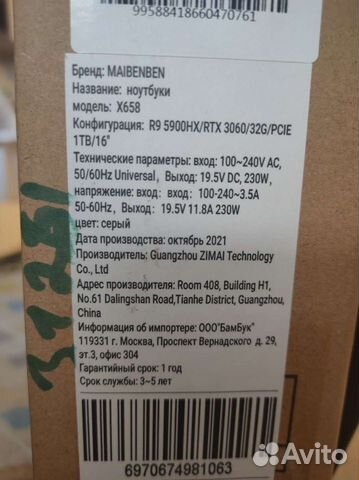 99588418660470761
Бренд: MAIBENBEN
Название: ноутбуки
модель: X658
Конфигурация: R9 5900HX/RTX 3060/32G/PCIE
1TB/16"
Технические параметры: вход: 100~240V AC,
50/60Hz Universal, Выход: 19.5V DC, 230W,
напряжение: вход: вход: 100-240~3.5A
50-60Hz, Выход: 19.5V 11.8A 230W
цвет: серый
Дата производства: октябрь 2021
Производитель: Guangzhou ZIMAI Technology
Co., Ltd
Адрес производителя: Room 408, Building H1,
No.61 Dalingshan Road,Tianhe District, Guangzhou,
China
Информация об импортере: ООО"БамБук"
119331 г. Москва, Проспект Вернадского д. 29,
эт.3, офис 304
Гарантийный срок: 1 год
Срок службы: 3~5 лет
6970674981063
Avito